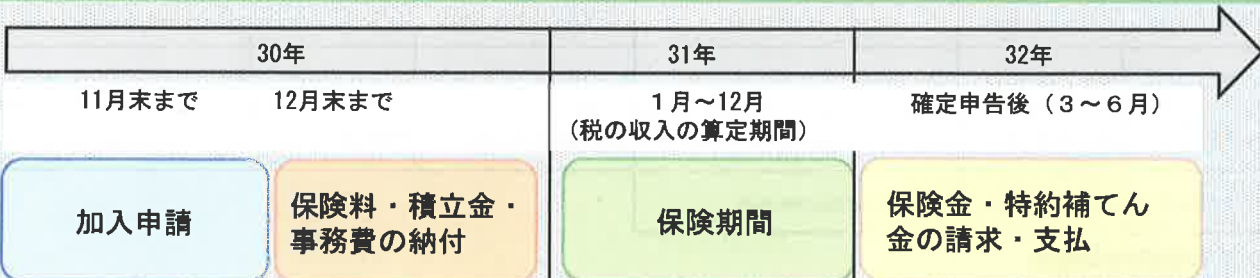 30年
31年
32年
11月末まで
12月末まで
1月～12月
(税の収入の算定期間)
確定申告後（3～6月）
加入申請
保険料・積立金・
事務費の納付
保険期間
保険金・特約補てん
金の請求・支払